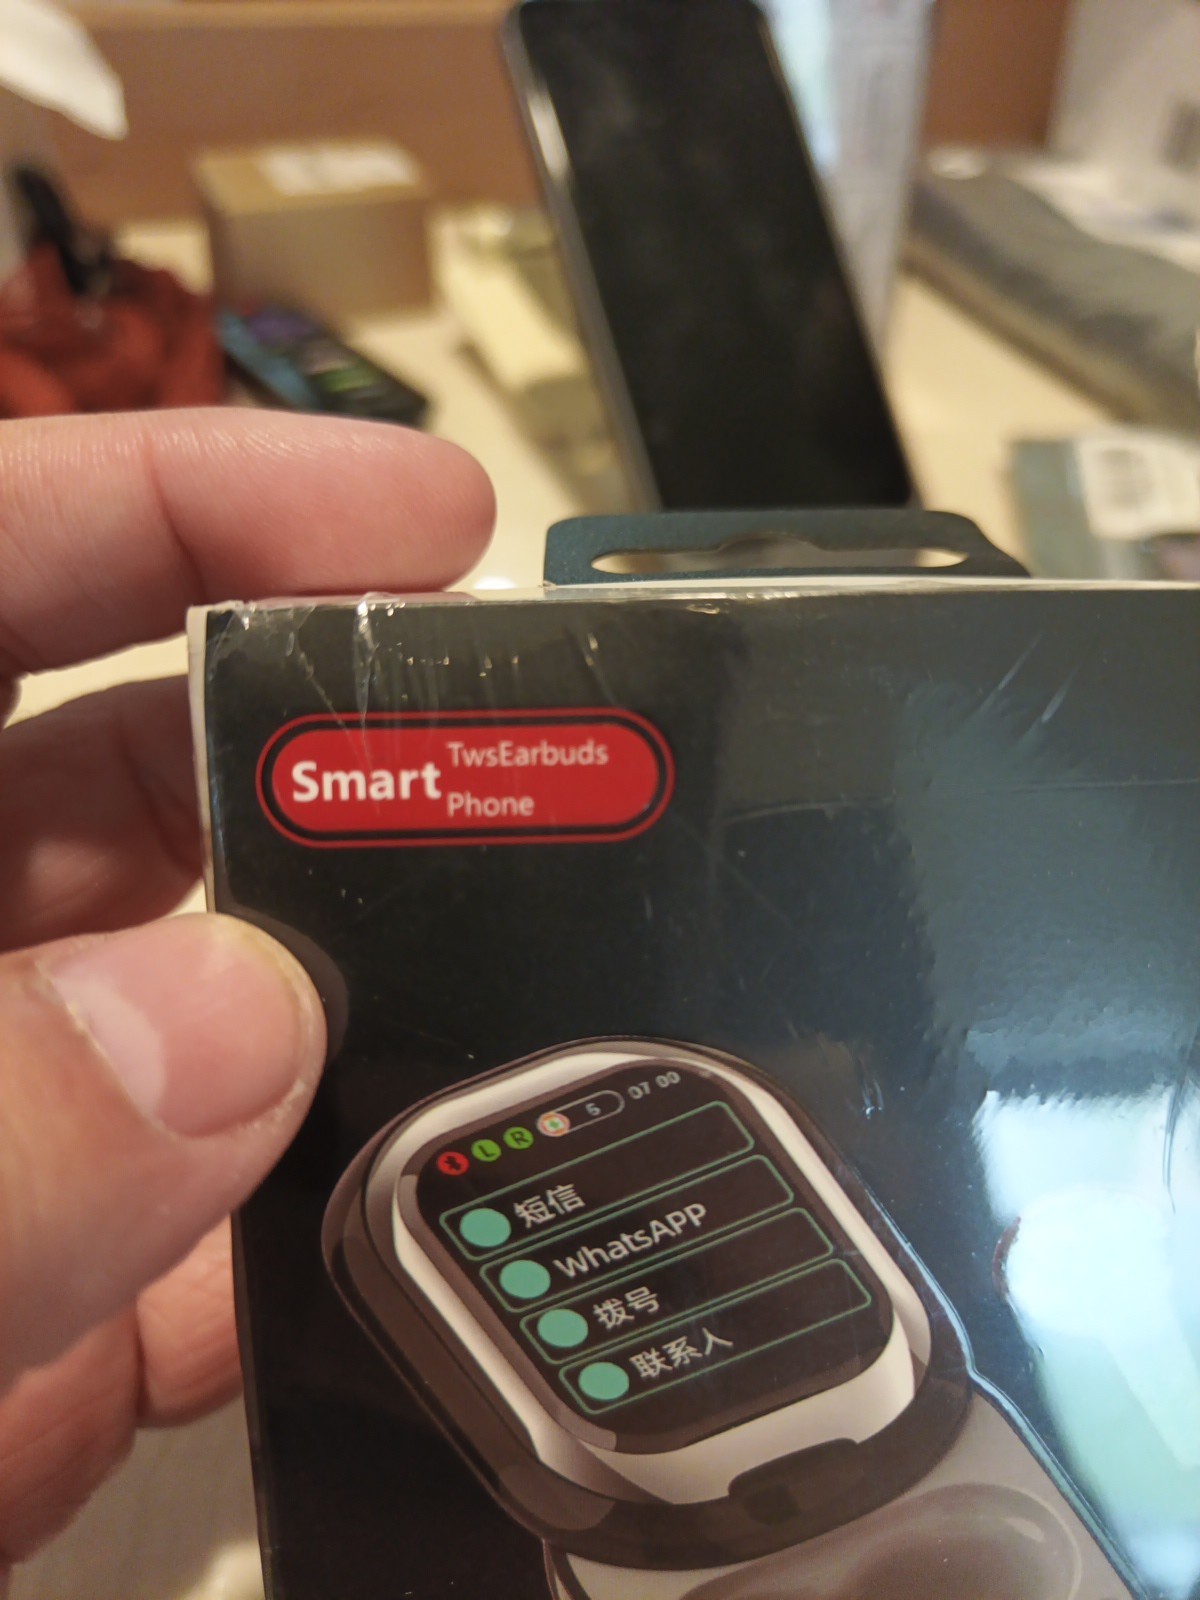 Smart TwsEarbuds
Phone
L R 5 07 00
短信
WhatsAPP
拨号
联系人